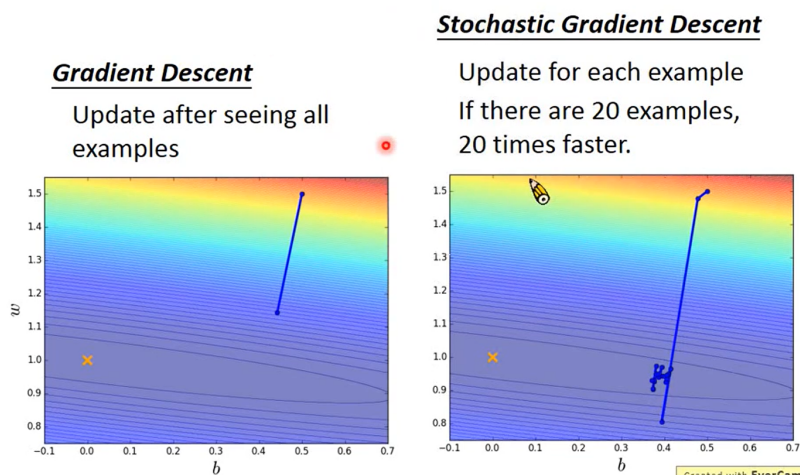 Gradient Descent
Update after seeing all
examples
Stochastic Gradient Descent
Update for each example
If there are 20 examples,
20 times faster.
1.5
1.4
1.3
1.2
1.1
1.0
0.9
0.8
w
−0.1 0.0 0.1 0.2 0.3 0.4 0.5 0.6 0.7
b
1.5
1.4
1.3
1.2
1.1
1.0
0.9
0.8
−0.1 0.0 0.1 0.2 0.3 0.4 0.5 0.6 0.7
b
Created with